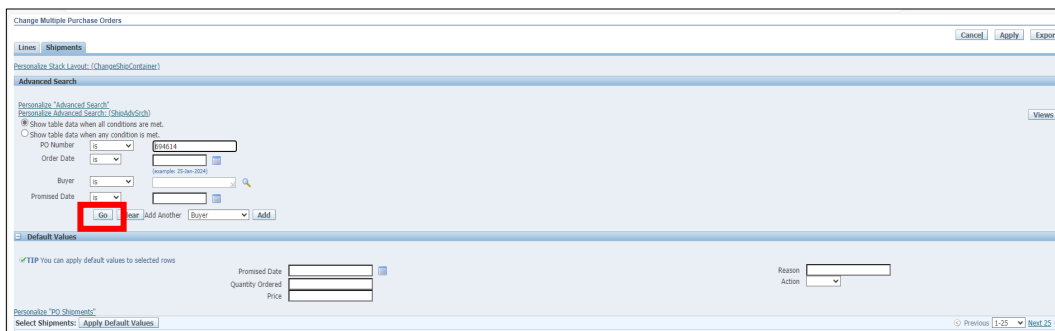 Change Multiple Purchase Orders
Cancel Apply Expor
Lines Shipments
Personalize Stack Layout: (ChangeShipContainer)
Advanced Search
Personalize "Advanced Search"
Personalize Advanced Search: (ShipAdvSrch)
Views
Show table data when all conditions are met.
Show table data when any condition is met.
PO Number is 694614
Order Date is
(example: 25-Jan-2024)
Buyer is
Promised Date is
Go Clear Add Another Buyer Add
Default Values
TIP You can apply default values to selected rows
Promised Date Reason
Quantity Ordered Action
Price
Personalize "PO Shipments"
Select Shipments: Apply Default Values Previous 1-25 Next 25